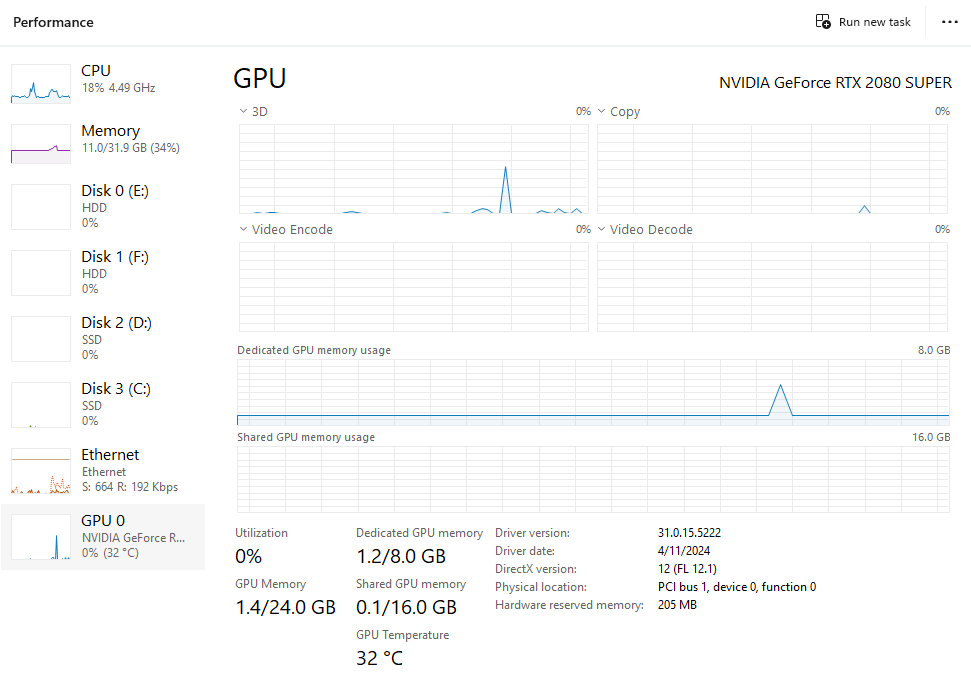 Performance
Run new task
CPU
18% 4.49 GHz
Memory
11.0/31.9 GB (34%)
Disk 0 (E:)
HDD
0%
Disk 1 (F:)
HDD
0%
Disk 2 (D:)
SSD
0%
Disk 3 (C:)
SSD
0%
Ethernet
Ethernet
S: 664 R: 192 Kbps
GPU 0
NVIDIA GeForce R...
0% (32 °C)
GPU
NVIDIA GeForce RTX 2080 SUPER
3D 0%
Copy 0%
Video Encode 0%
Video Decode 0%
Dedicated GPU memory usage 8.0 GB
Shared GPU memory usage 16.0 GB
Utilization
0%
GPU Memory
1.4/24.0 GB
Dedicated GPU memory
1.2/8.0 GB
Shared GPU memory
0.1/16.0 GB
GPU Temperature
32 °C
Driver version: 31.0.15.5222
Driver date: 4/11/2024
DirectX version: 12 (FL 12.1)
Physical location: PCI bus 1, device 0, function 0
Hardware reserved memory: 205 MB